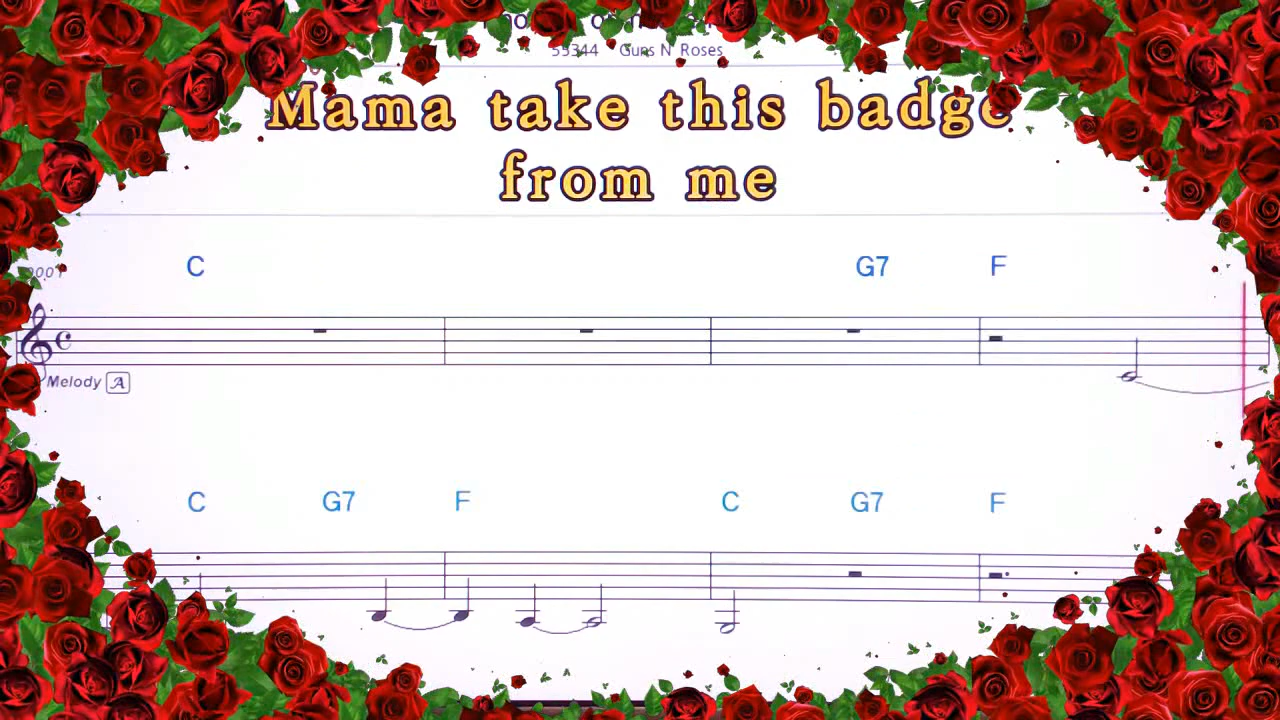 55344 Guns N Roses
Mama take this badge
from me
C G7 F
Melody A
C G7 F C G7 F